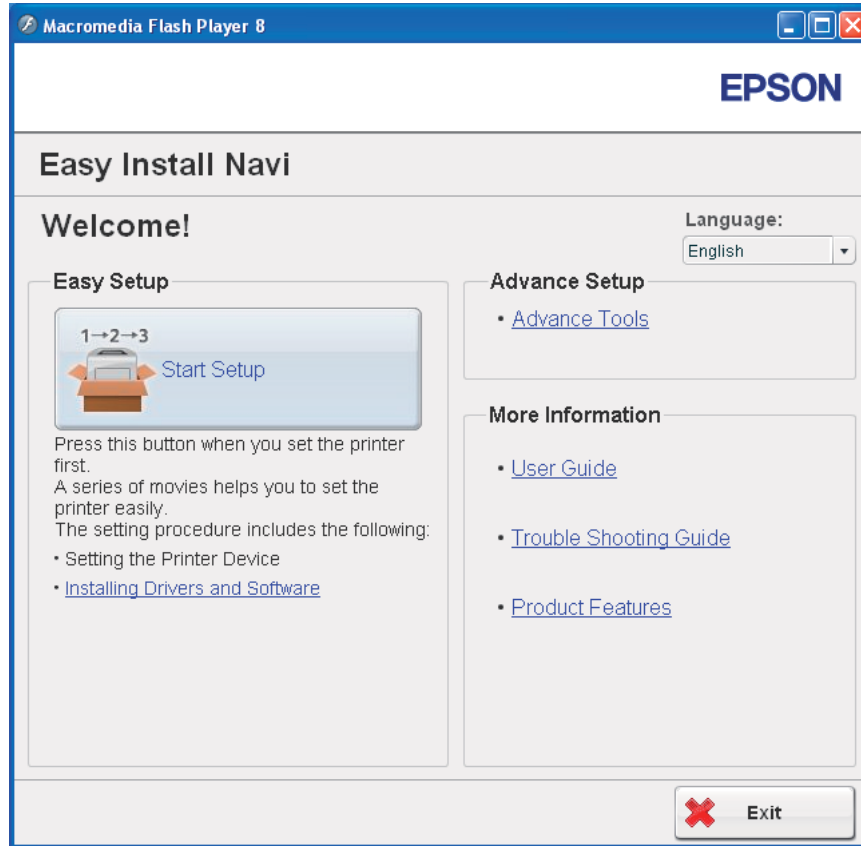 Macromedia Flash Player 8
EPSON
Easy Install Navi
Welcome!
Language:
English
Easy Setup
1→2→3
Start Setup
Press this button when you set the printer
first.
A series of movies helps you to set the
printer easily.
The setting procedure includes the following:
• Setting the Printer Device
• Installing Drivers and Software
Advance Setup
• Advance Tools
More Information
• User Guide
• Trouble Shooting Guide
• Product Features
Exit